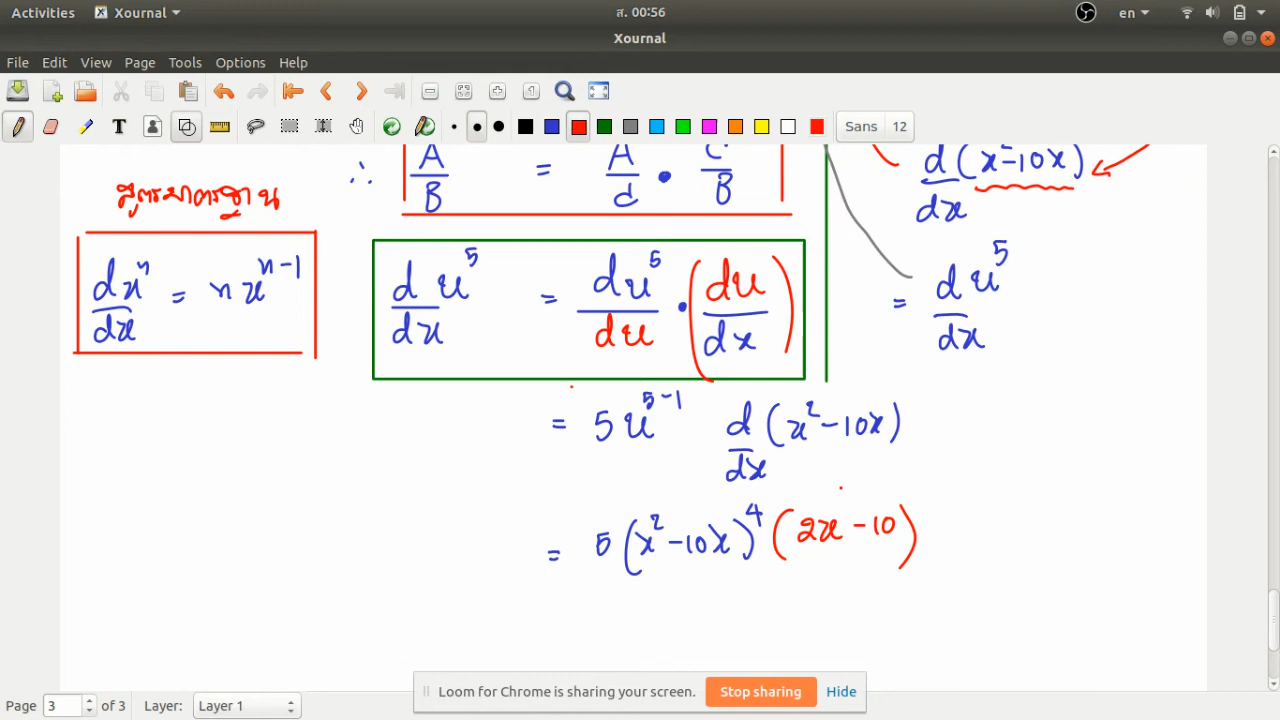 Activities Xournal ส. 00:56 en
Xournal
File Edit View Page Tools Options Help
Sans 12
∴ A/B = A/d • C/B
d/dx (x²-10x)
สูตรมาตรฐาน
dxⁿ/dx = nxⁿ⁻¹
d/dx u⁵ = du⁵/du • (du/dx)
= d/dx u⁵
= 5u⁵⁻¹ d/dx (x²-10x)
= 5(x²-10x)⁴ (2x-10)
Loom for Chrome is sharing your screen. Stop sharing Hide
Page 3 of 3 Layer: Layer 1